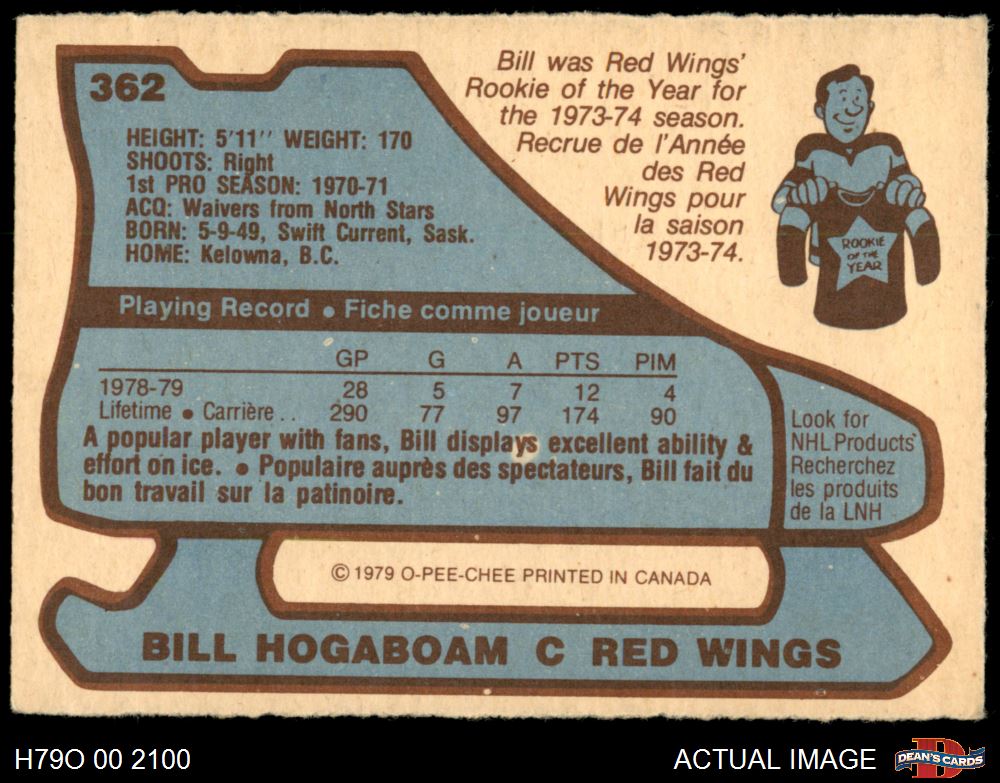 362
HEIGHT: 5'11'' WEIGHT: 170
SHOOTS: Right
1st PRO SEASON: 1970-71
ACQ: Waivers from North Stars
BORN: 5-9-49, Swift Current, Sask.
HOME: Kelowna, B.C.
Bill was Red Wings'
Rookie of the Year for
the 1973-74 season.
Recrue de l'Année
des Red
Wings pour
la saison
1973-74.
ROOKIE
OF THE
YEAR
Playing Record • Fiche comme joueur
GP G A PTS PIM
1978-79 28 5 7 12 4
Lifetime • Carrière . . 290 77 97 174 90
A popular player with fans, Bill displays excellent ability &
effort on ice. • Populaire auprès des spectateurs, Bill fait du
bon travail sur la patinoire.
Look for
NHL Products
Recherchez
les produits
de la LNH
© 1979 O-PEE-CHEE PRINTED IN CANADA
BILL HOGABOAM C RED WINGS
H79O 00 2100
ACTUAL IMAGE
D
DEAN'S CARDS